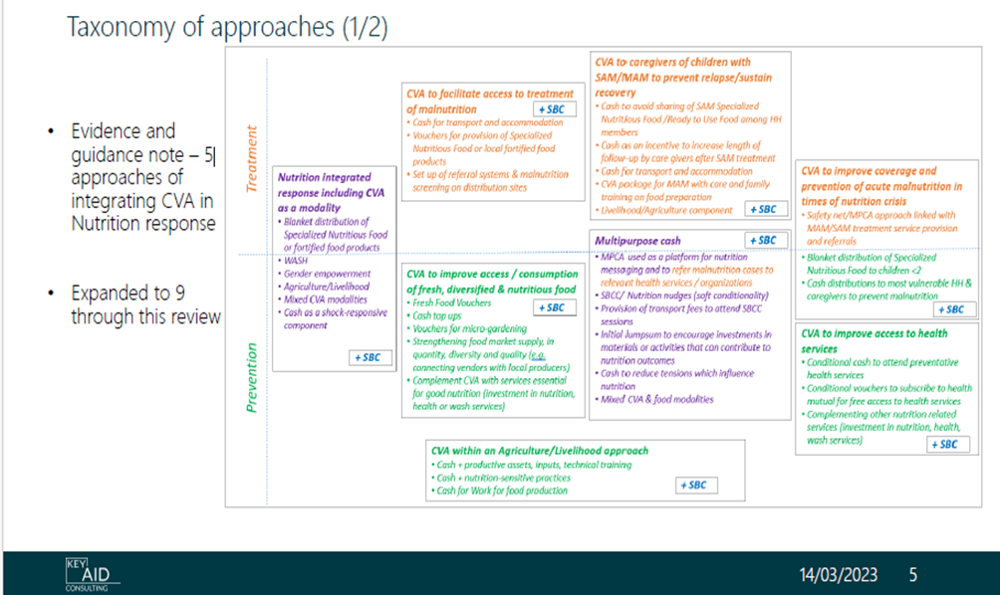 Taxonomy of approaches (1/2)
• Evidence and
guidance note – 5
approaches of
integrating CVA in
Nutrition response
• Expanded to 9
through this review
Treatment
Prevention
Nutrition Integrated
response including CVA
as a modality
• Blanket distribution of
Specialized Nutritious Food
or fortified food products
• WASH
• Gender empowerment
• Agriculture/Livelihood
• Mixed CVA modalities
• Cash as a shock-responsive
component
+ SBC
CVA to facilitate access to treatment
of malnutrition
+ SBC
• Cash for transport and accommodation
• Vouchers for provision of Specialized
Nutritious Food or local fortified food
products
• Set up of referral systems & malnutrition
screening on distribution sites
CVA to improve access / consumption
of fresh, diversified & nutritious food
• Fresh Food Vouchers
+ SBC
• Cash top ups
• Vouchers for micro-gardening
• Strengthening food market supply, in
quantity, diversity and quality (e.g.
connecting vendors with local producers)
• Complement CVA with services essential
for good nutrition (investment in nutrition,
health or wash services)
CVA to caregivers of children with
SAM/MAM to prevent relapse/sustain
recovery
• Cash to avoid sharing of SAM Specialized
Nutritious Food /Ready to Use Food among HH
members
• Cash as an incentive to increase length of
follow-up by care givers after SAM treatment
• Cash for transport and accommodation
• CVA package for MAM with care and family
training on food preparation
• Livelihood/Agriculture component
+ SBC
Multipurpose cash
+ SBC
• MPCA used as a platform for nutrition
messaging and to refer malnutrition cases to
relevant health services / organizations
• SBCC/ Nutrition nudges (soft conditionality)
• Provision of transport fees to attend SBCC
sessions
• Initial lumpsum to encourage investments in
materials or activities that can contribute to
nutrition outcomes
• Cash to reduce tensions which influence
nutrition
• Mixed CVA & food modalities
CVA to improve coverage and
prevention of acute malnutrition in
times of nutrition crisis
• Safety net/MPCA approach linked with
MAM/SAM treatment service provision
and referrals
• Blanket distribution of Specialized
Nutritious Food to children <2
• Cash distributions to most vulnerable HH &
caregivers to prevent malnutrition
+ SBC
CVA to improve access to health
services
• Conditional cash to attend preventative
health services
• Conditional vouchers to subscribe to health
mutual for free access to health services
• Complementing other nutrition related
services (investment in nutrition, health,
wash services)
+ SBC
CVA within an Agriculture/Livelihood approach
• Cash + productive assets, inputs, technical training
• Cash + nutrition-sensitive practices
• Cash for Work for food production
+ SBC
KEY
AID
CONSULTING
14/03/2023 5